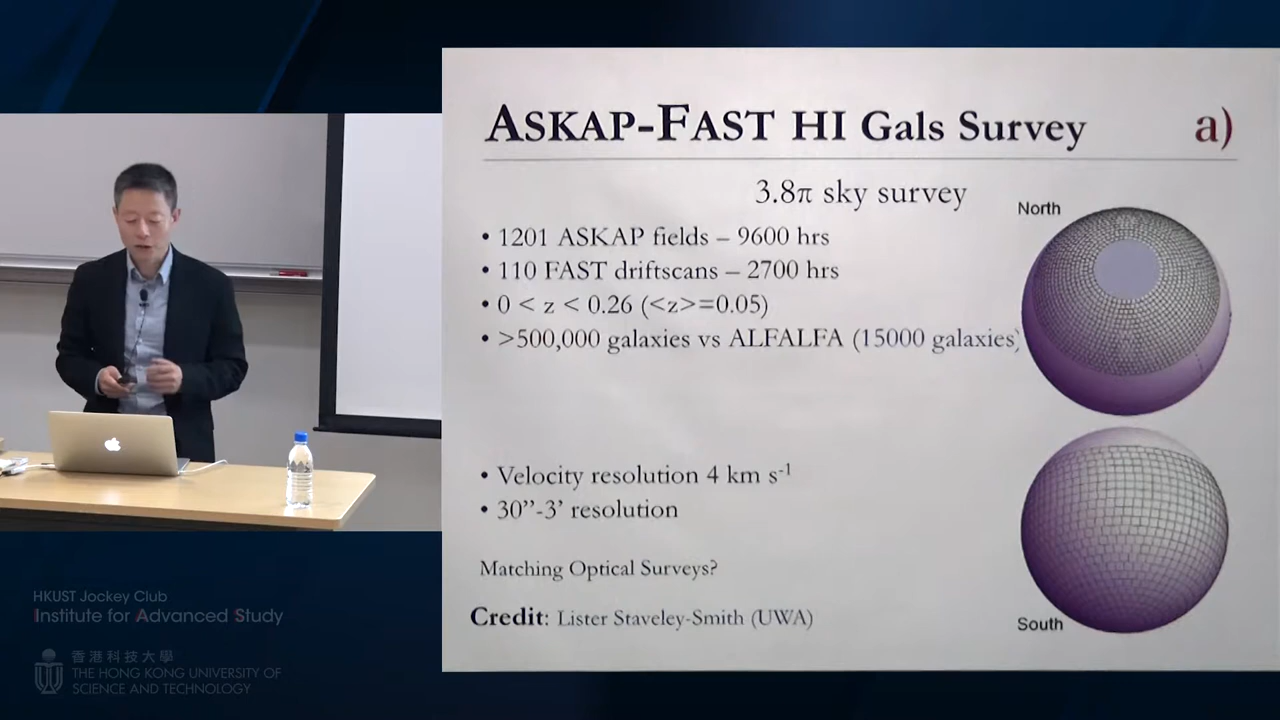 ASKAP-FAST HI Gals Survey
a)
3.8π sky survey
• 1201 ASKAP fields – 9600 hrs
• 110 FAST driftscans – 2700 hrs
• 0 < z < 0.26 (<z>=0.05)
• >500,000 galaxies vs ALFALFA (15000 galaxies)
North
• Velocity resolution 4 km s⁻¹
• 30”-3’ resolution
Matching Optical Surveys?
Credit: Lister Staveley-Smith (UWA)
South
HKUST Jockey Club
Institute for Advanced Study
香港科技大學
THE HONG KONG UNIVERSITY OF
SCIENCE AND TECHNOLOGY